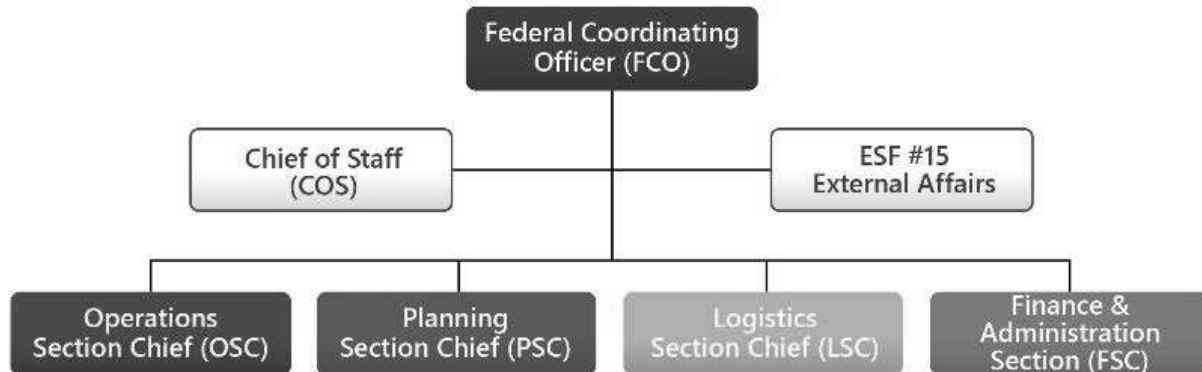 Federal Coordinating
Officer (FCO)
Chief of Staff
(COS)
ESF #15
External Affairs
Operations
Section Chief (OSC)
Planning
Section Chief (PSC)
Logistics
Section Chief (LSC)
Finance &
Administration
Section (FSC)